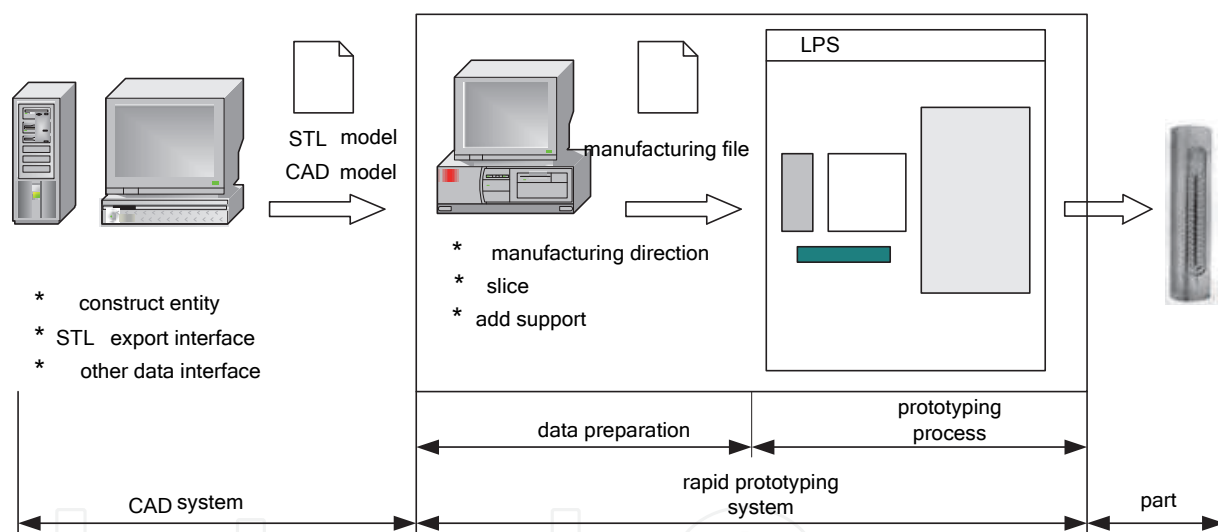 LPS
STL model
CAD model
manufacturing file
* manufacturing direction
* slice
* add support
* construct entity
* STL export interface
* other data interface
data preparation
prototyping
process
rapid prototyping
system
CAD system
part